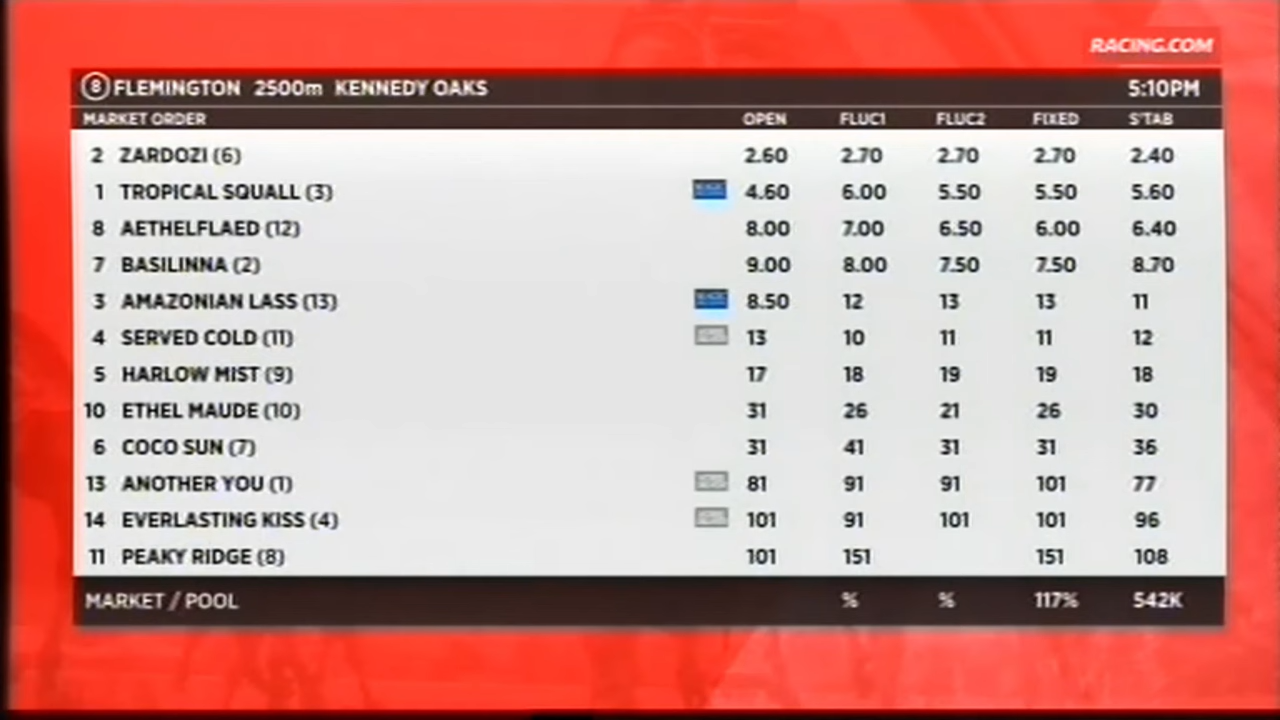 RACING.COM
8 FLEMINGTON 2500m KENNEDY OAKS 5:10PM
MARKET ORDER OPEN FLUC1 FLUC2 FIXED S'TAB
2 ZARDOZI (6) 2.60 2.70 2.70 2.70 2.40
1 TROPICAL SQUALL (3) 4.60 6.00 5.50 5.50 5.60
8 AETHELFLAED (12) 8.00 7.00 6.50 6.00 6.40
7 BASILINNA (2) 9.00 8.00 7.50 7.50 8.70
3 AMAZONIAN LASS (13) 8.50 12 13 13 11
4 SERVED COLD (11) 13 10 11 11 12
5 HARLOW MIST (9) 17 18 19 19 18
10 ETHEL MAUDE (10) 31 26 21 26 30
6 COCO SUN (7) 31 41 31 31 36
13 ANOTHER YOU (1) 81 91 91 101 77
14 EVERLASTING KISS (4) 101 91 101 101 96
11 PEAKY RIDGE (8) 101 151 151 108
MARKET / POOL % % 117% 542K